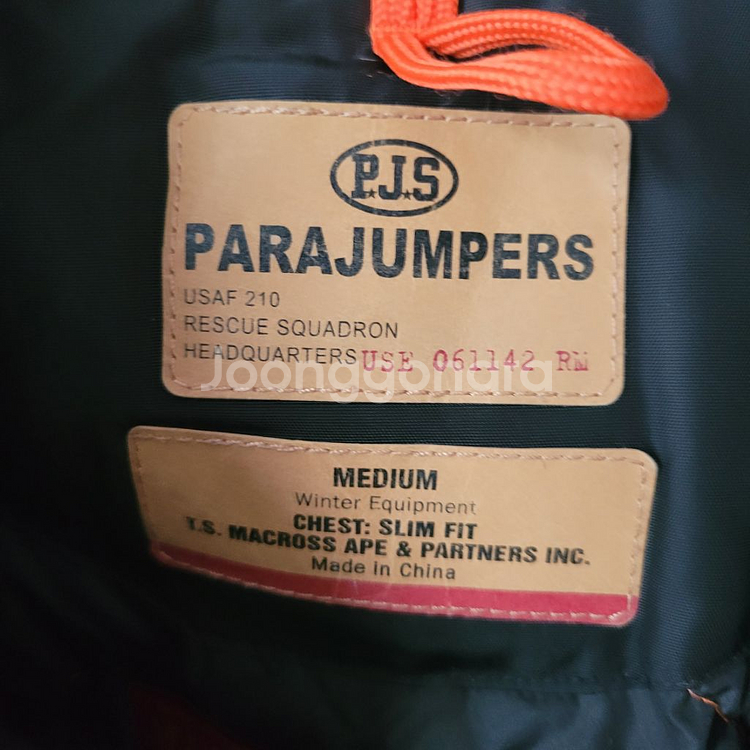 P.J.S
PARAJUMPERS
USAF 210
RESCUE SQUADRON
HEADQUARTERS USE 061142 RM
Joonggonara
MEDIUM
Winter Equipment
CHEST: SLIM FIT
T.S. MACROSS APE & PARTNERS INC.
Made in China